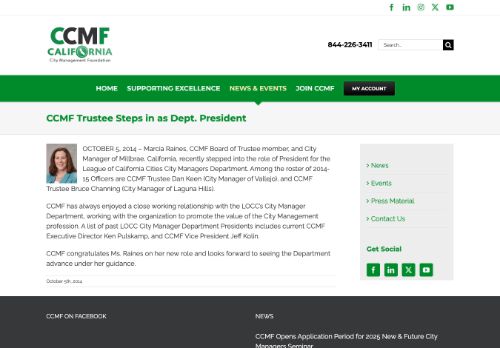 CCMF
CALIFORNIA
City Management Foundation
844-226-3411
Search...
HOME SUPPORTING EXCELLENCE NEWS & EVENTS JOIN CCMF MY ACCOUNT
CCMF Trustee Steps in as Dept. President
OCTOBER 5, 2014 – Marcia Raines, CCMF Board of Trustee member, and City
Manager of Millbrae, California, recently stepped into the role of President for the
League of California Cities City Managers Department. Among the roster of 2014-
15 Officers are CCMF Trustee Dan Keen (City Manager of Vallejo), and CCMF
Trustee Bruce Channing (City Manager of Laguna Hills).
CCMF has always enjoyed a close working relationship with the LOCC's City Manager
Department, working with the organization to promote the value of the City Management
profession. A list of past LOCC City Manager Department Presidents includes current CCMF
Executive Director Ken Pulskamp, and CCMF Vice President Jeff Kolin.
CCMF congratulates Ms. Raines on her new role and looks forward to seeing the Department
advance under her guidance.
October 5th, 2014
> News
> Events
> Press Material
> Contact Us
Get Social
CCMF ON FACEBOOK
NEWS
CCMF Opens Application Period for 2025 New & Future City
Managers Seminar